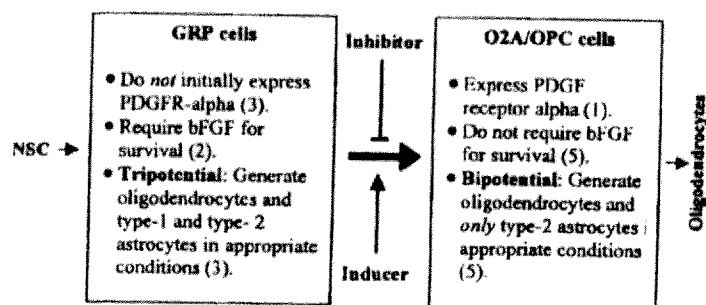 GRP cells
• Do not initially express
PDGFR-alpha (3).
• Require bFGF for
survival (2).
• Tripotential: Generate
oligodendrocytes and
type-1 and type- 2
astrocytes in appropriate
conditions (3).
NSC
Inhibitor
Inducer
O2A/OPC cells
• Express PDGF
receptor alpha (1).
• Do not require bFGF
for survival (5).
• Bipotential: Generate
oligodendrocytes and
only type-2 astrocytes i
appropriate conditions
(5).
Oligodendrocytes